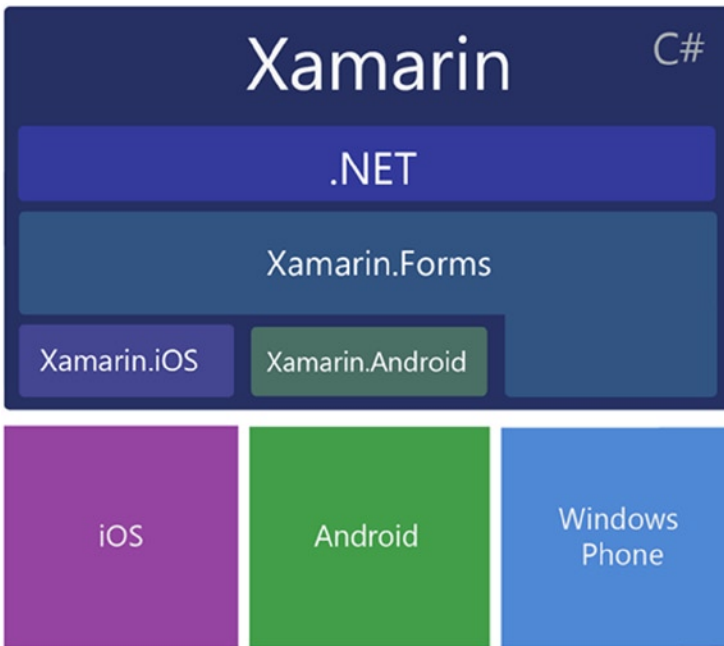 Xamarin
C#
.NET
Xamarin.Forms
Xamarin.iOS
Xamarin.Android
iOS
Android
Windows
Phone